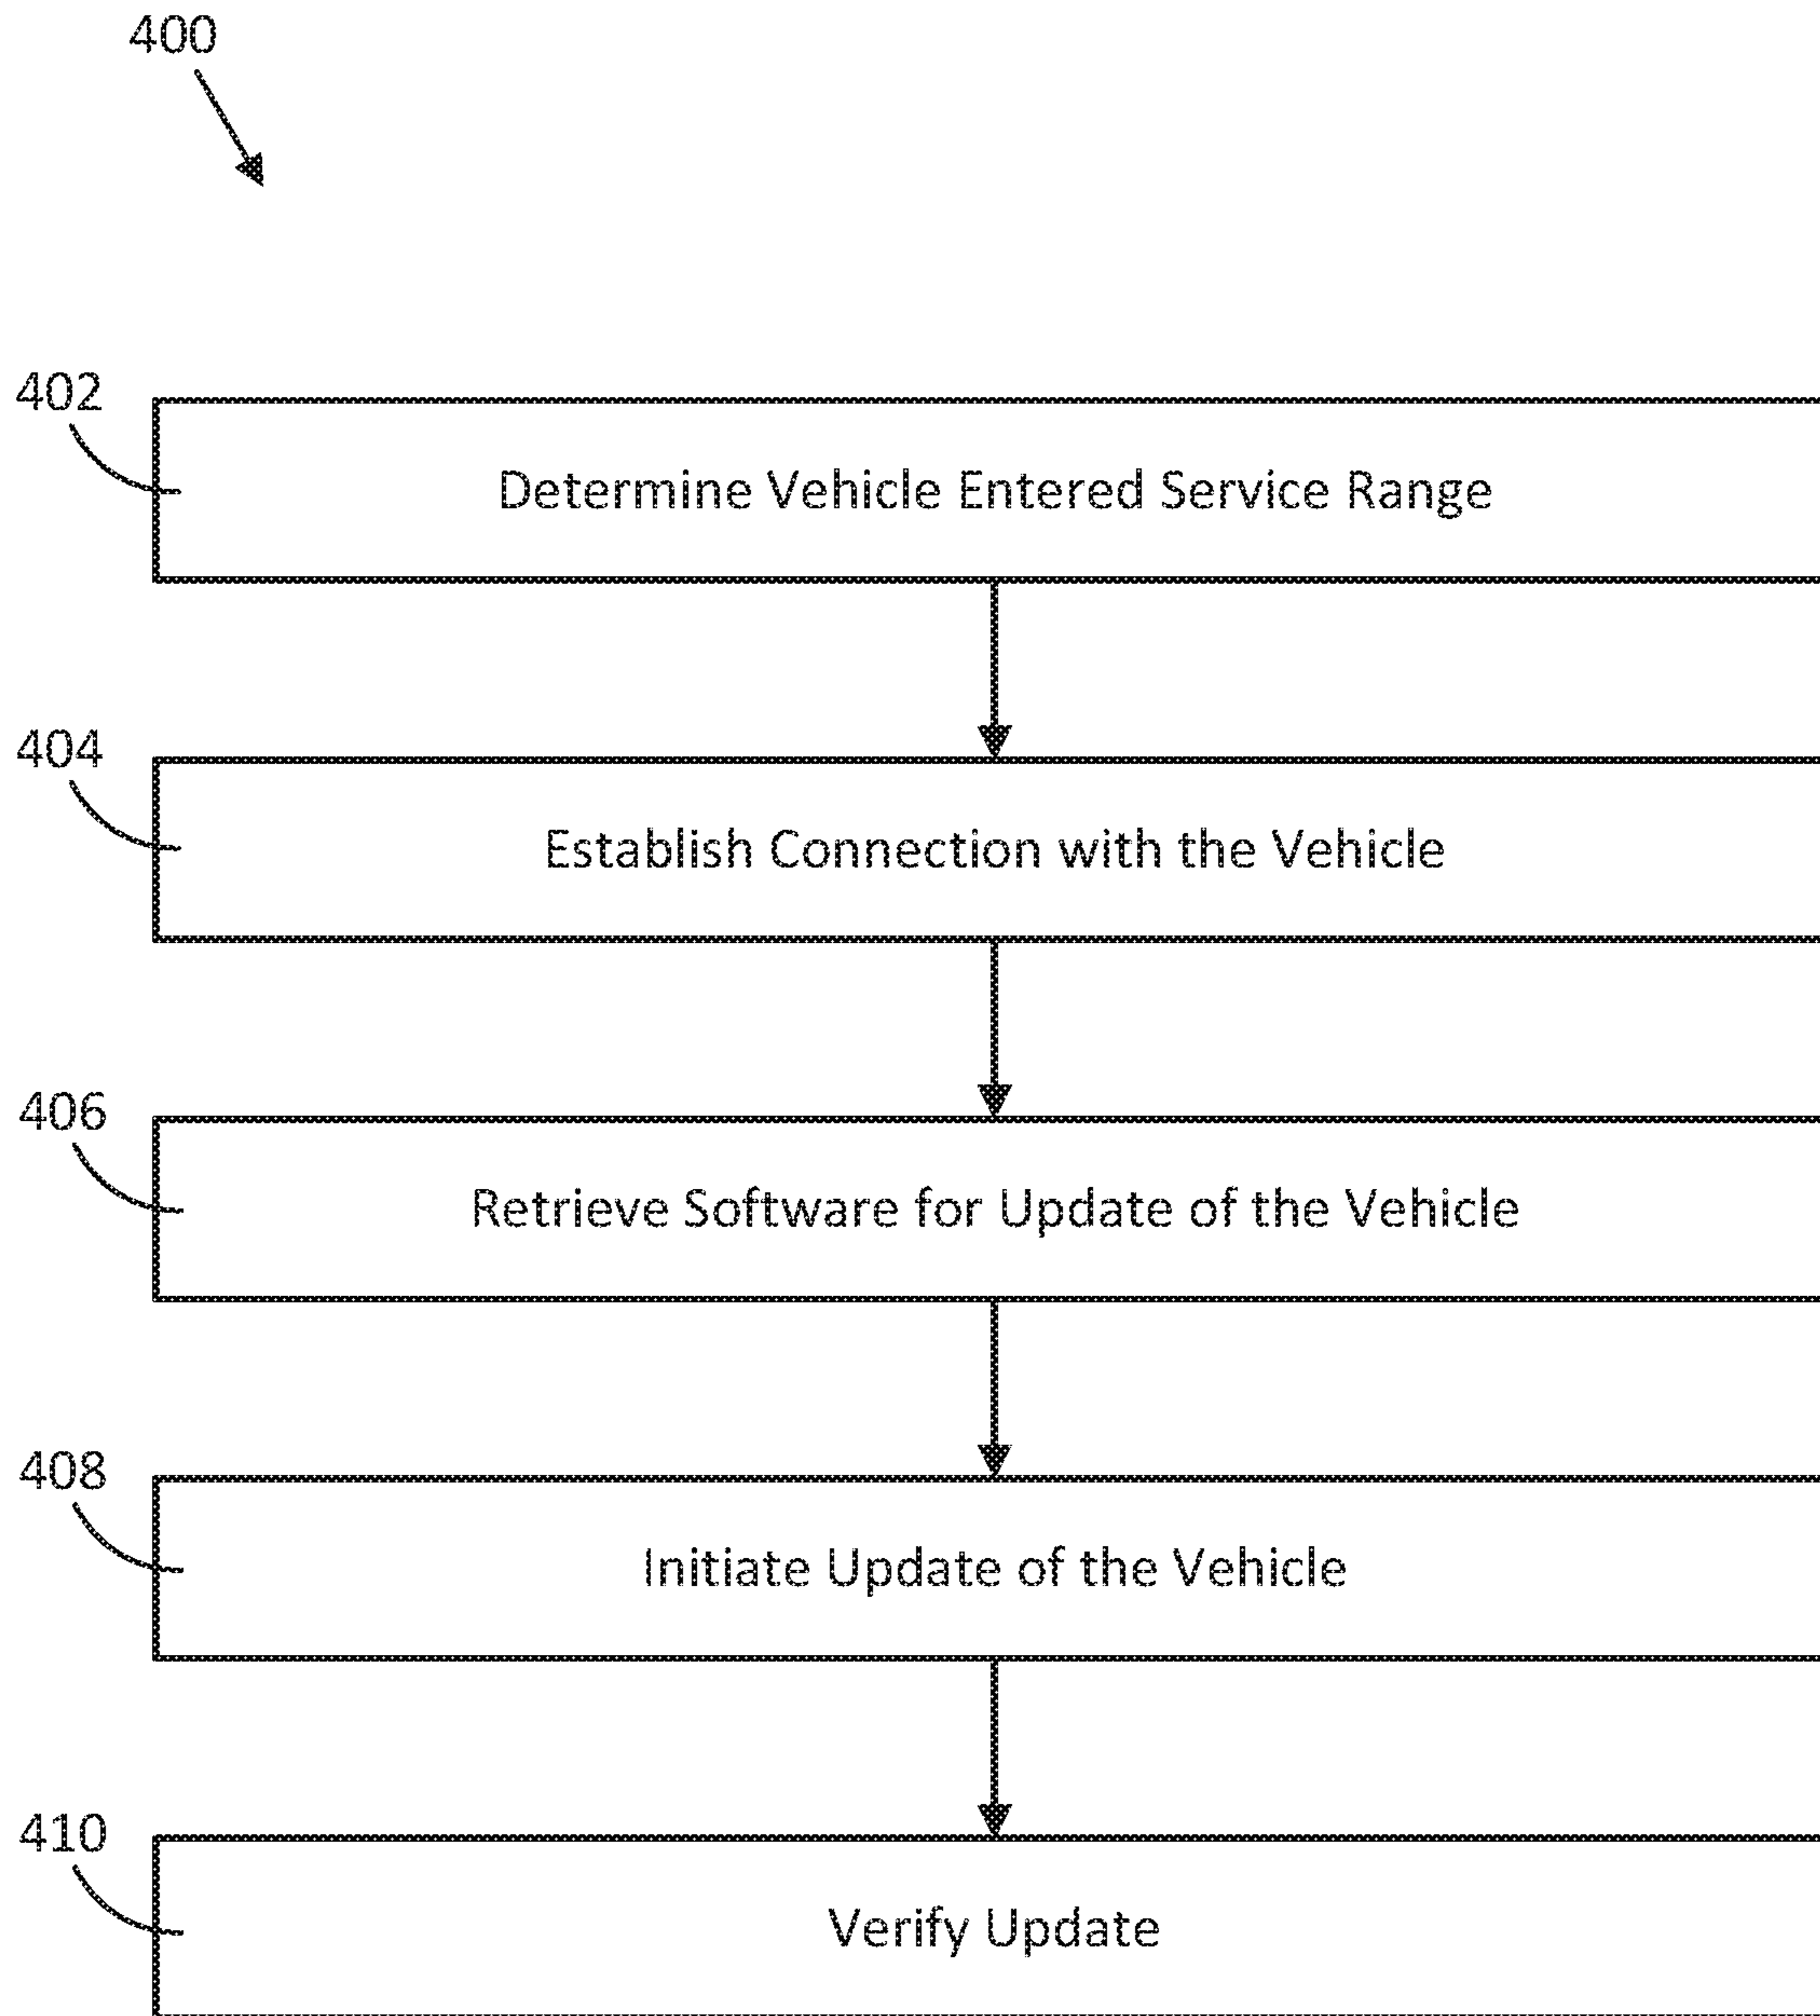 400
402
Determine Vehicle Entered Service Range
404
Establish Connection with the Vehicle
406
Retrieve Software for Update of the Vehicle
408
Initiate Update of the Vehicle
410
Verify Update